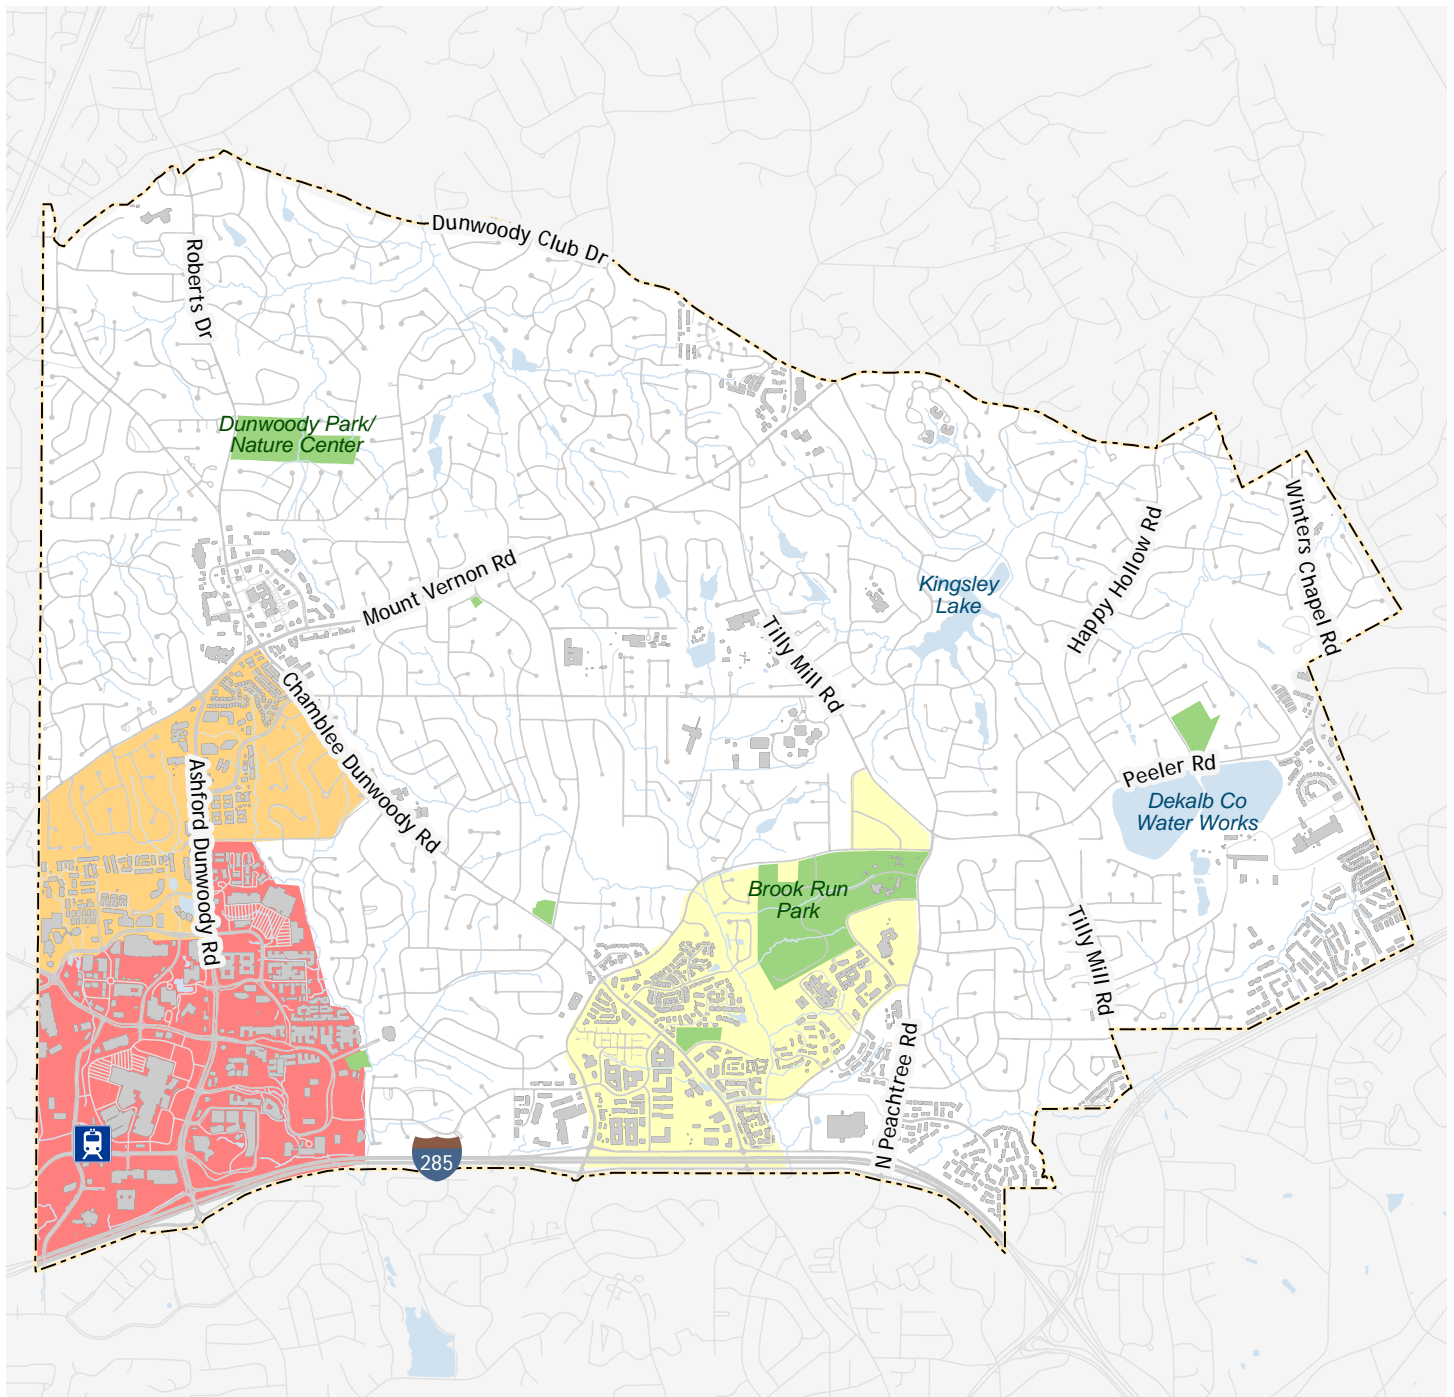 Dunwoody Club Dr
Roberts Dr
Dunwoody Park/
Nature Center
Winters Chapel Rd
Happy Hollow Rd
Mount Vernon Rd
Kingsley
Lake
Tilly Mill Rd
Chamblee Dunwoody Rd
Ashford Dunwoody Rd
Peeler Rd
Dekalb Co
Water Works
Brook Run
Park
Tilly Mill Rd
N Peachtree Rd
285